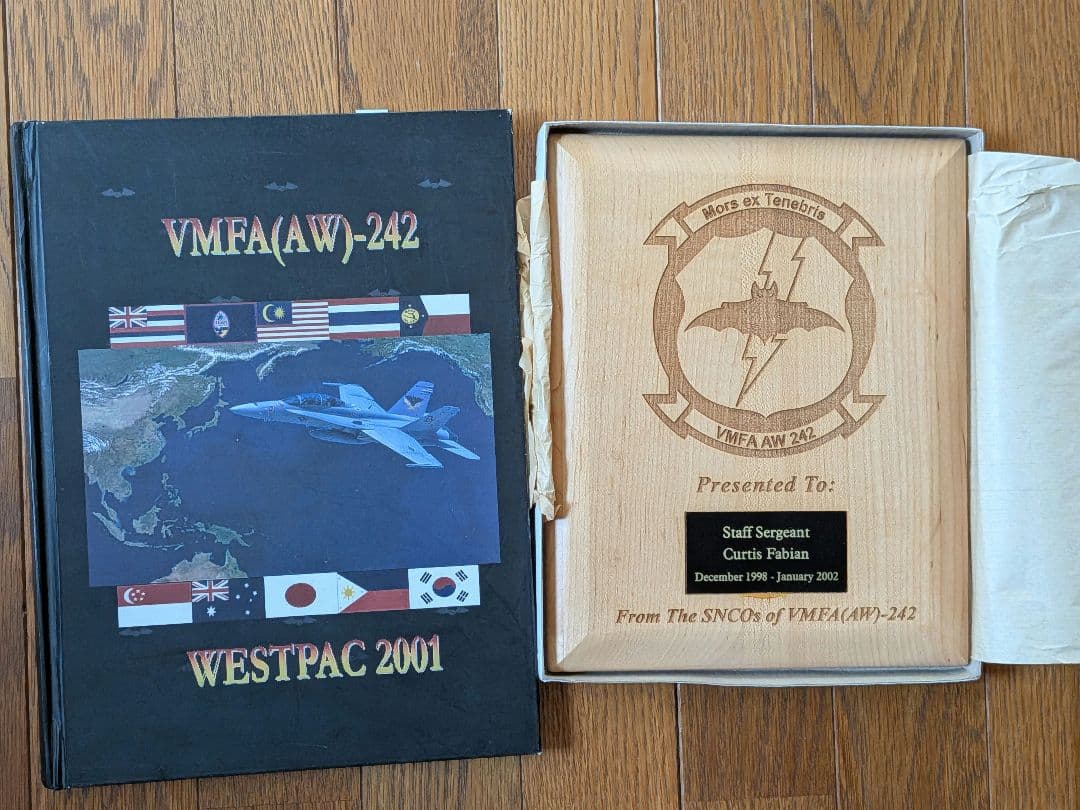 VMFA(AW)-242
WESTPAC 2001
Mors ex Tenebris
VMFA AW 242
Presented To:
Staff Sergeant
Curtis Fabian
December 1998 - January 2002
From The SNCOs of VMFA(AW)-242